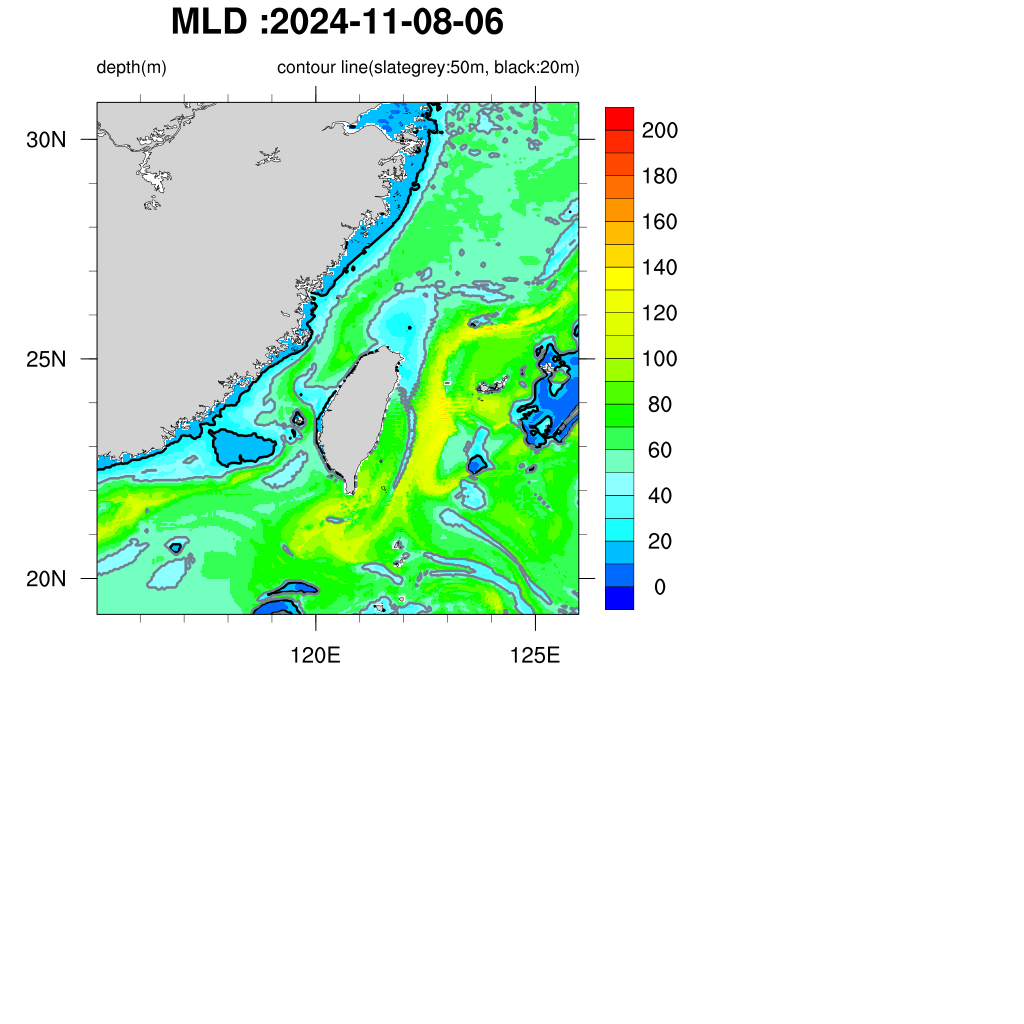 MLD :2024-11-08-06
depth(m)
contour line(slategrey:50m, black:20m)
30N
25N
20N
120E
125E
200
180
160
140
120
100
80
60
40
20
0